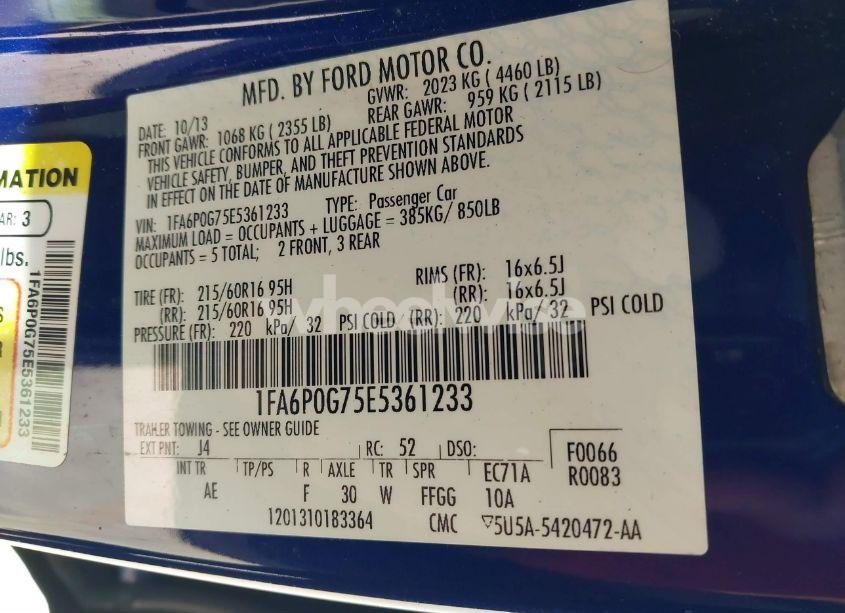 MFD. BY FORD MOTOR CO.
DATE: 10/13 GVWR: 2023 KG ( 4460 LB)
FRONT GAWR: 1068 KG ( 2355 LB) REAR GAWR: 959 KG ( 2115 LB)
THIS VEHICLE CONFORMS TO ALL APPLICABLE FEDERAL MOTOR
VEHICLE SAFETY, BUMPER, AND THEFT PREVENTION STANDARDS
IN EFFECT ON THE DATE OF MANUFACTURE SHOWN ABOVE.
VIN: 1FA6P0G75E5361233 TYPE: Passenger Car
MAXIMUM LOAD = OCCUPANTS + LUGGAGE = 385KG/ 850LB
OCCUPANTS = 5 TOTAL; 2 FRONT, 3 REAR
TIRE (FR): 215/60R16 95H RIMS (FR): 16x6.5J
(RR): 215/60R16 95H (RR): 16x6.5J
PRESSURE (FR): 220 kPa/ 32 PSI COLD (RR): 220 kPa/ 32 PSI COLD
1FA6P0G75E5361233
TRAILER TOWING - SEE OWNER GUIDE
EXT PNT: J4 RC: 52 DSO: F0066
R0083
INT TR TP/PS R AXLE TR SPR EC71A
AE F 30 W FFGG 10A
1201310183364 CMC ▽5U5A-5420472-AA
MATION
AR: 3
lbs.
1FA6P0G75E5361233